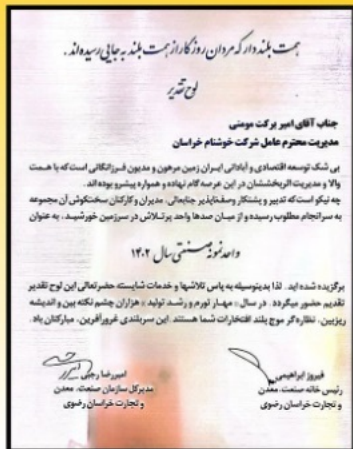 همت بلند دار که مردان روزگار از همت بلند به جایی رسیده‌اند.
لوح تقدیر
جناب آقای امیر برکت مومنی
مدیریت محترم عامل شرکت خوشنام خراسان
بی شک توسعه اقتصادی و آبادانی ایران زمین مرهون و مدیون فرزانگانی است که با همت
والا و مدیریت اثربخششان در این عرصه گام نهاده و همواره پیشرو بوده‌اند.
چه نیکو است که تدبیر و پشتکار وصف‌ناپذیر جنابعالی، مدیران و کارکنان سختکوش آن مجموعه
به سرانجام مطلوب رسیده و از میان صدها واحد پرتلاش در سرزمین خورشید، به عنوان
واحد نمونه صنعتی سال ۱۴۰۲
برگزیده شده اید. لذا بدینوسیله به پاس تلاشها و خدمات شایسته حضرتعالی این لوح تقدیر
تقدیم حضور میگردد. در سال « مهار تورم و رشد تولید » هزاران چشم نکته بین و اندیشه
ریزبین، نظاره‌گر موج بلند افتخارات شما هستند. این سربلندی غرورآفرین، مبارکتان باد.
فیروز ابراهیمی
رئیس خانه صنعت، معدن
و تجارت خراسان رضوی
امیررضا رجبی
مدیرکل سازمان صنعت، معدن
و تجارت خراسان رضوی